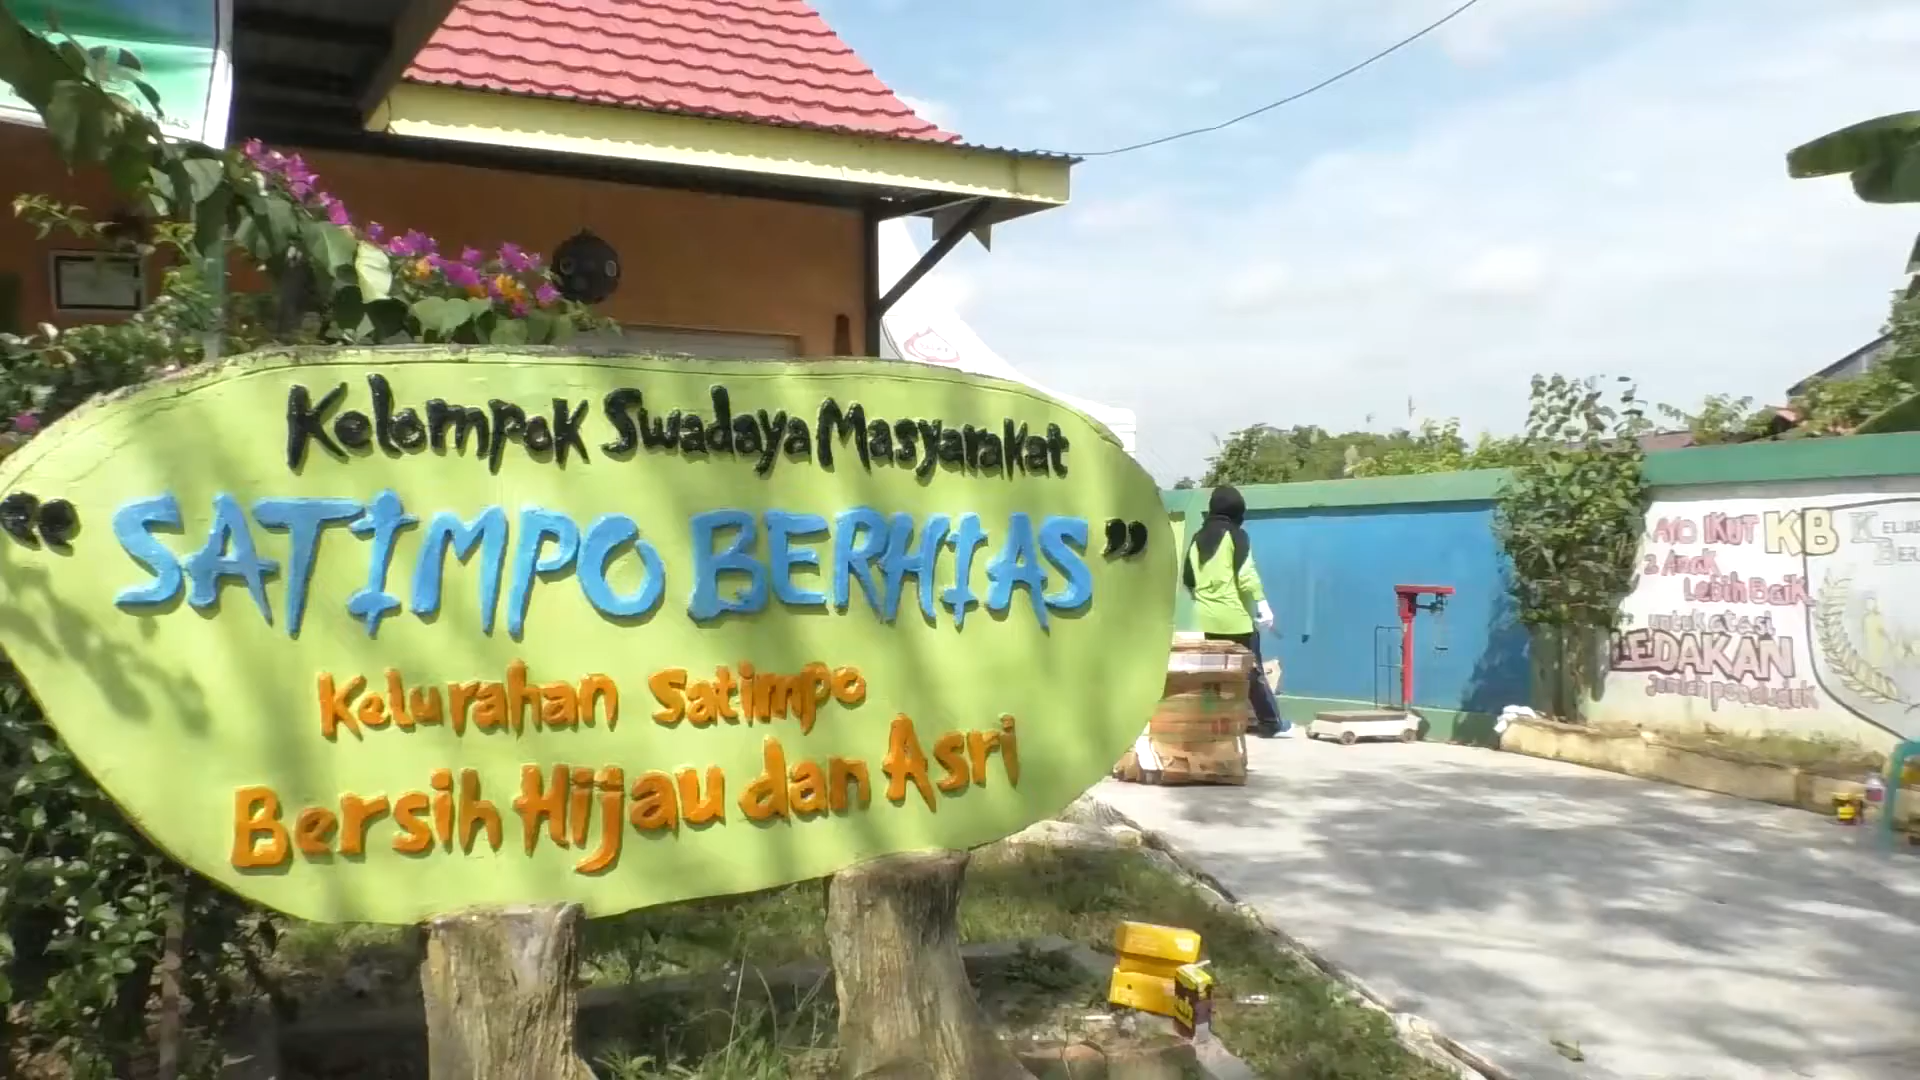 Kelompok Swadaya Masyarakat
“SATIMPO BERHIAS”
Kelurahan Satimpo
Bersih Hijau dan Asri
AYO IKUT KB
2 Anak
Lebih Baik
untuk atasi
LEDAKAN
jumlah penduduk